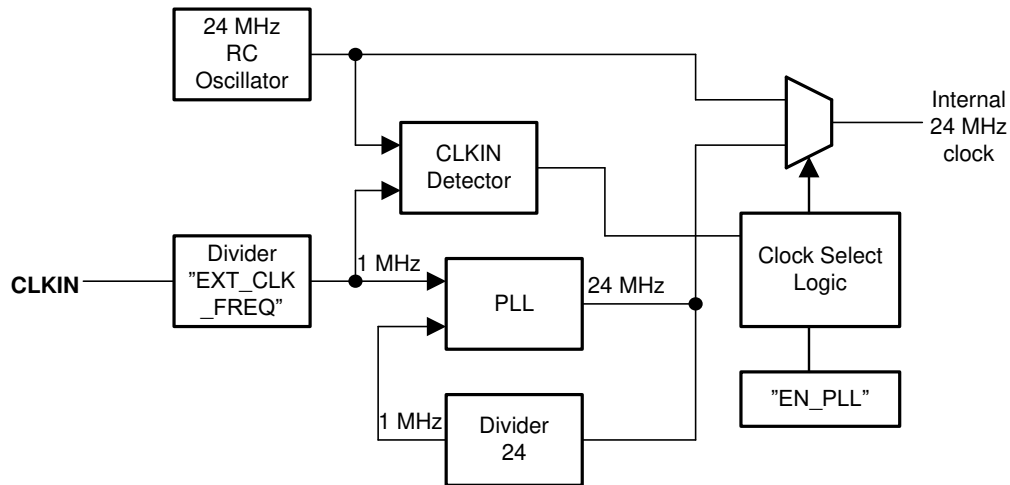 24 MHz
RC
Oscillator
Internal
24 MHz
clock
CLKIN
Detector
CLKIN
Divider
"EXT_CLK
_FREQ"
1 MHz
PLL
24 MHz
Clock Select
Logic
1 MHz
Divider
24
"EN_PLL"